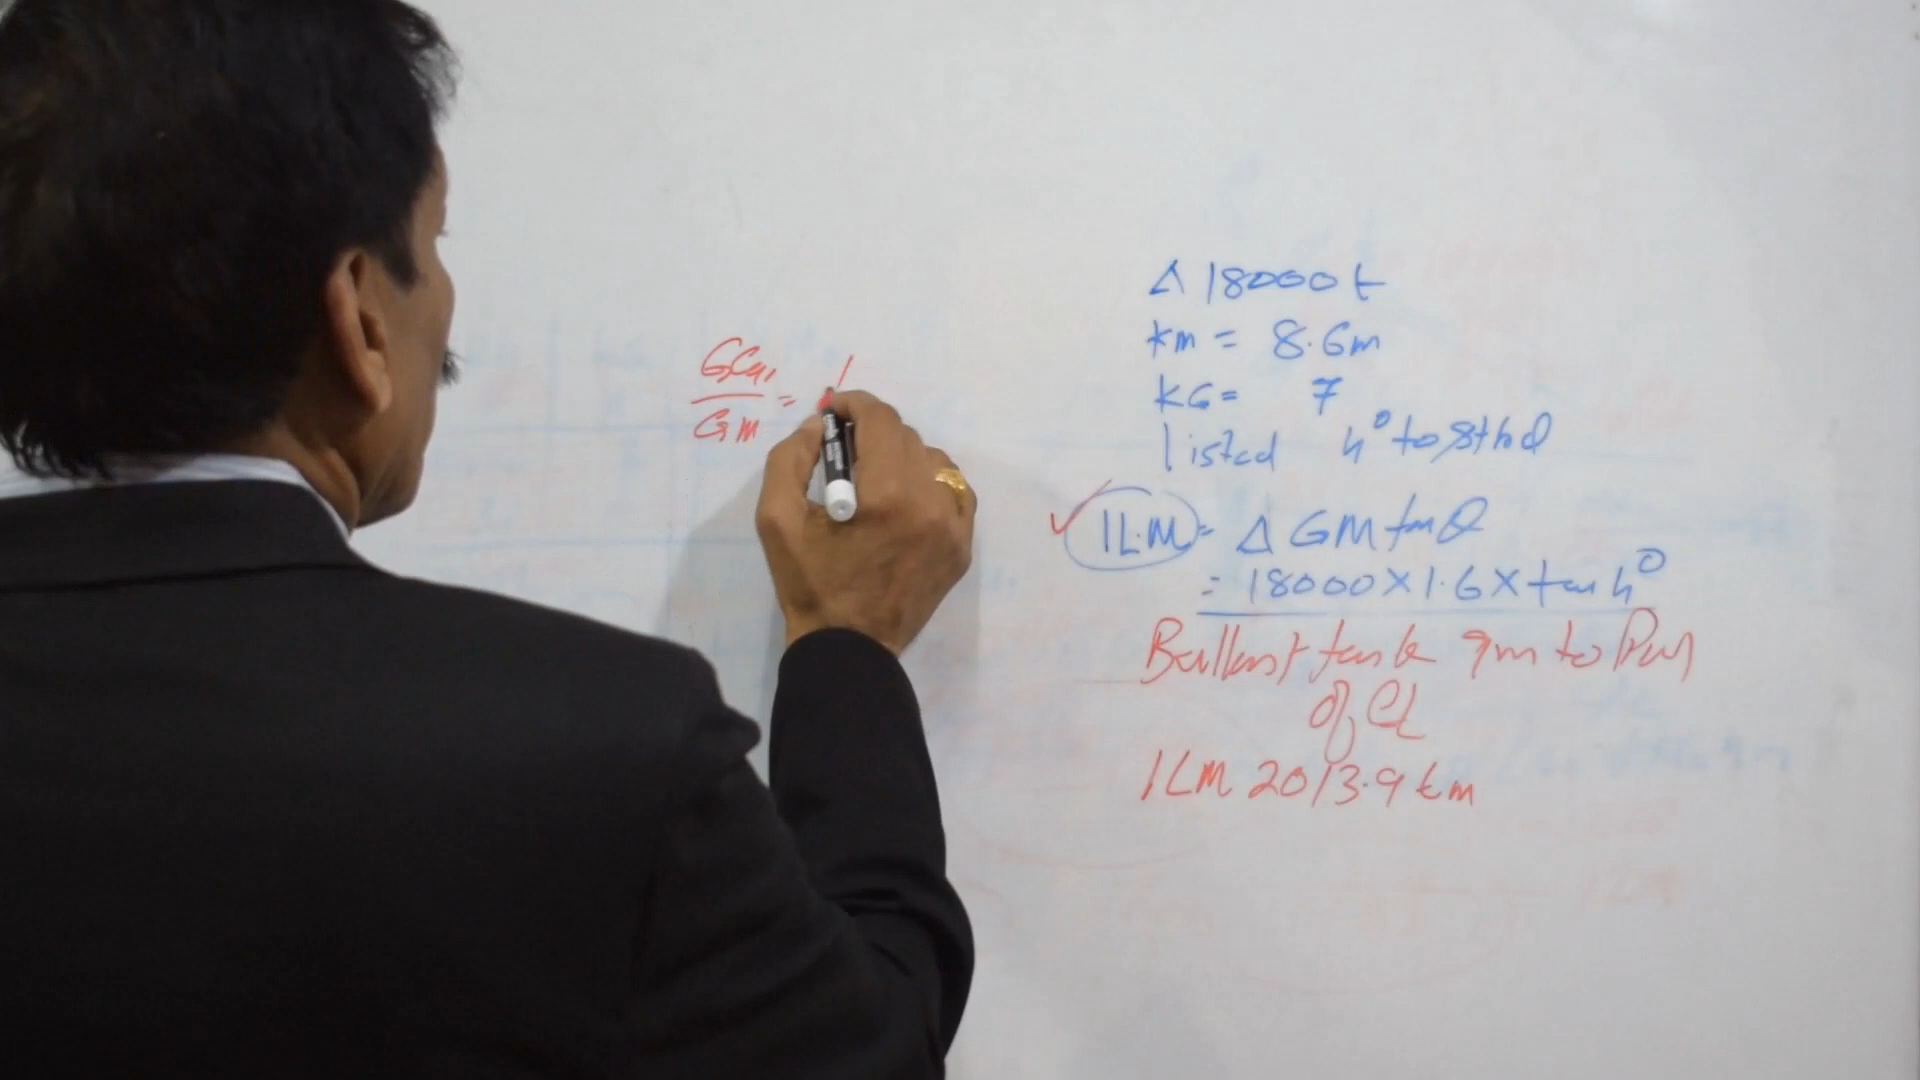 GG₁
GM =
Δ 18000 t
KM = 8.6m
KG = 7
listed 4° to stbd
ILM = Δ GM tan θ
= 18000 X 1.6 X tan 4°
Ballast tank 9m to Port
of CL
ILM 2013.9 tm